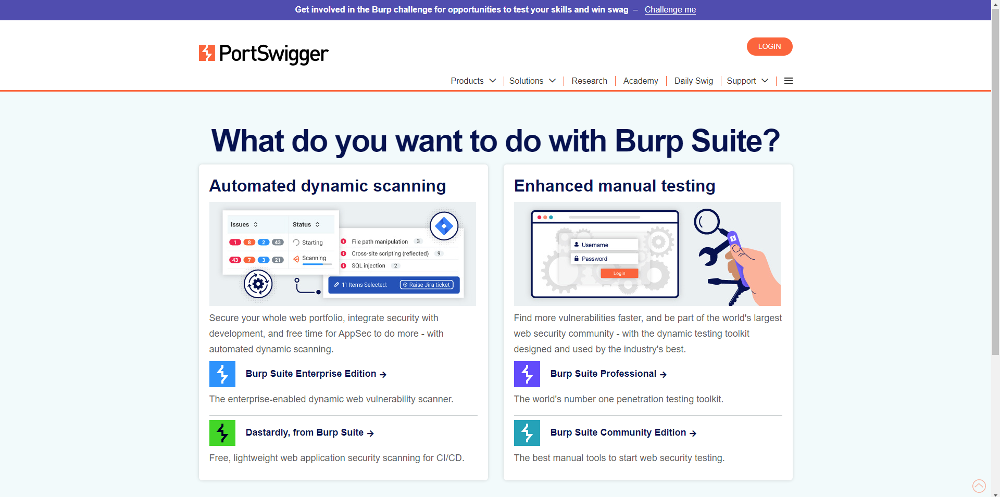 Get involved in the Burp challenge for opportunities to test your skills and win swag – Challenge me
PortSwigger
LOGIN
Products
Solutions
Research
Academy
Daily Swig
Support
What do you want to do with Burp Suite?
Automated dynamic scanning
Issues Status
1 8 2 43 Starting
43 7 3 21 Scanning
File path manipulation 3
Cross-site scripting (reflected) 9
SQL injection 2
11 Items Selected: Raise Jira ticket
Secure your whole web portfolio, integrate security with
development, and free time for AppSec to do more - with
automated dynamic scanning.
Burp Suite Enterprise Edition →
The enterprise-enabled dynamic web vulnerability scanner.
Dastardly, from Burp Suite →
Free, lightweight web application security scanning for CI/CD.
Enhanced manual testing
Username
Password
Login
Find more vulnerabilities faster, and be part of the world's largest
web security community - with the dynamic testing toolkit
designed and used by the industry's best.
Burp Suite Professional →
The world's number one penetration testing toolkit.
Burp Suite Community Edition →
The best manual tools to start web security testing.